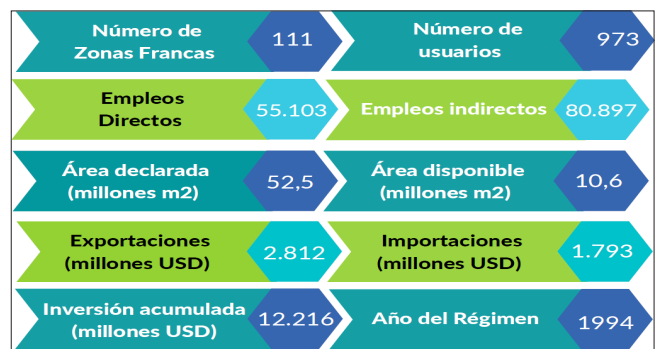 Número de
Zonas Francas
111
Número de
usuarios
973
Empleos
Directos
55.103
Empleos indirectos
80.897
Área declarada
(millones m2)
52,5
Área disponible
(millones m2)
10,6
Exportaciones
(millones USD)
2.812
Importaciones
(millones USD)
1.793
Inversión acumulada
(millones USD)
12.216
Año del Régimen
1994